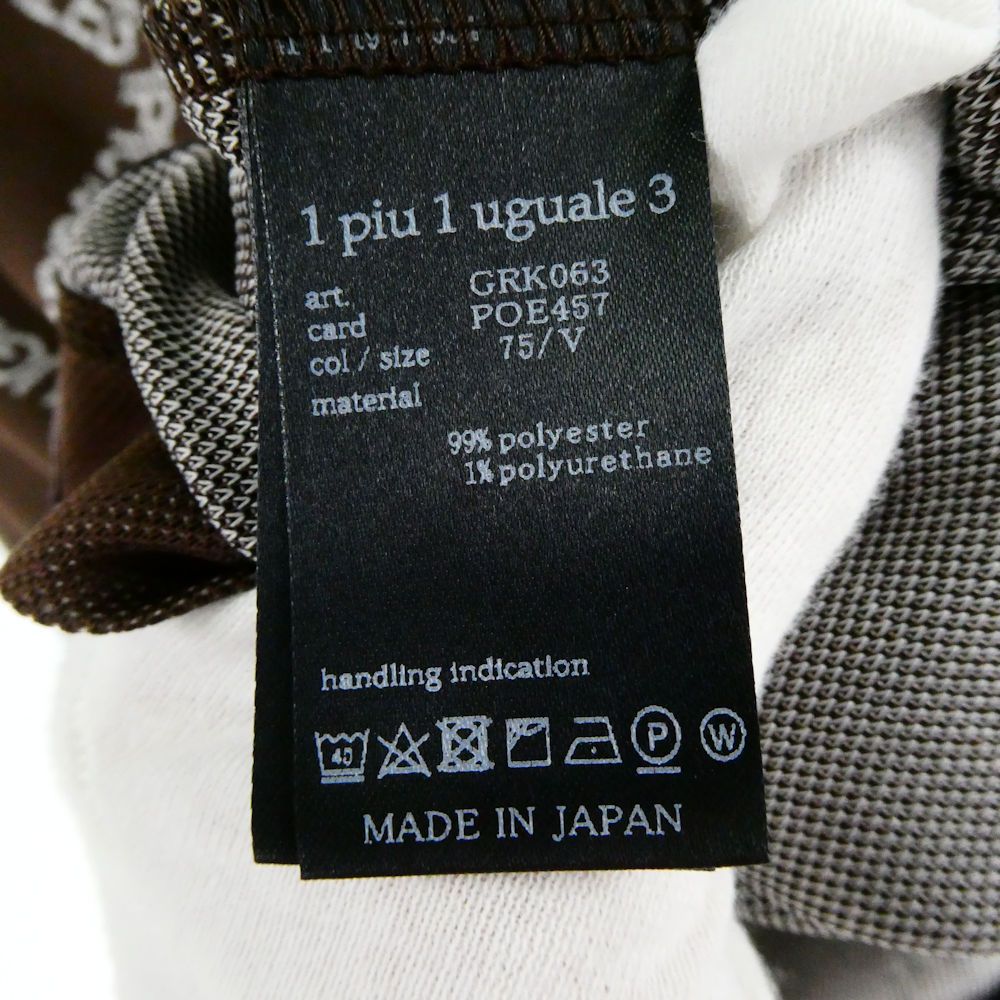 1 piu 1 uguale 3
art. GRK063
card POE457
col / size 75/V
material
99% polyester
1% polyurethane
handling indication
40 P W
MADE IN JAPAN